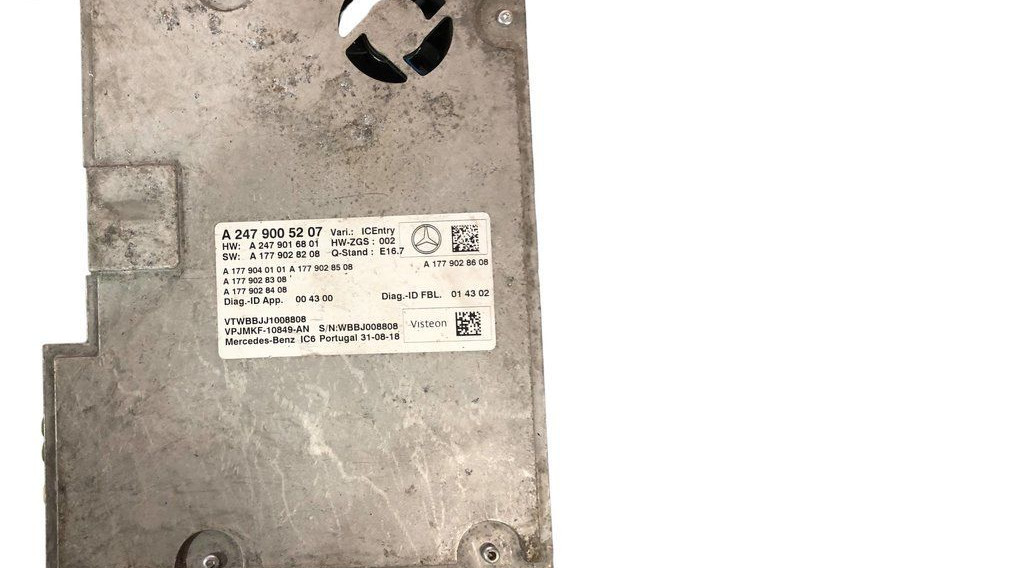 A 247 900 52 07 Vari.: ICEntry
HW: A 247 901 68 01 HW-ZGS : 002
SW: A 177 902 82 08 Q-Stand : E16.7
A 177 904 01 01 A 177 902 85 08 A 177 902 86 08
A 177 902 83 08
A 177 902 84 08
Diag.-ID App. 00 43 00 Diag.-ID FBL. 01 43 02
VTWBBJJ1008808
VPJMKF-10849-AN S/N:WBBJ008808
Visteon
Mercedes-Benz IC6 Portugal 31-08-18